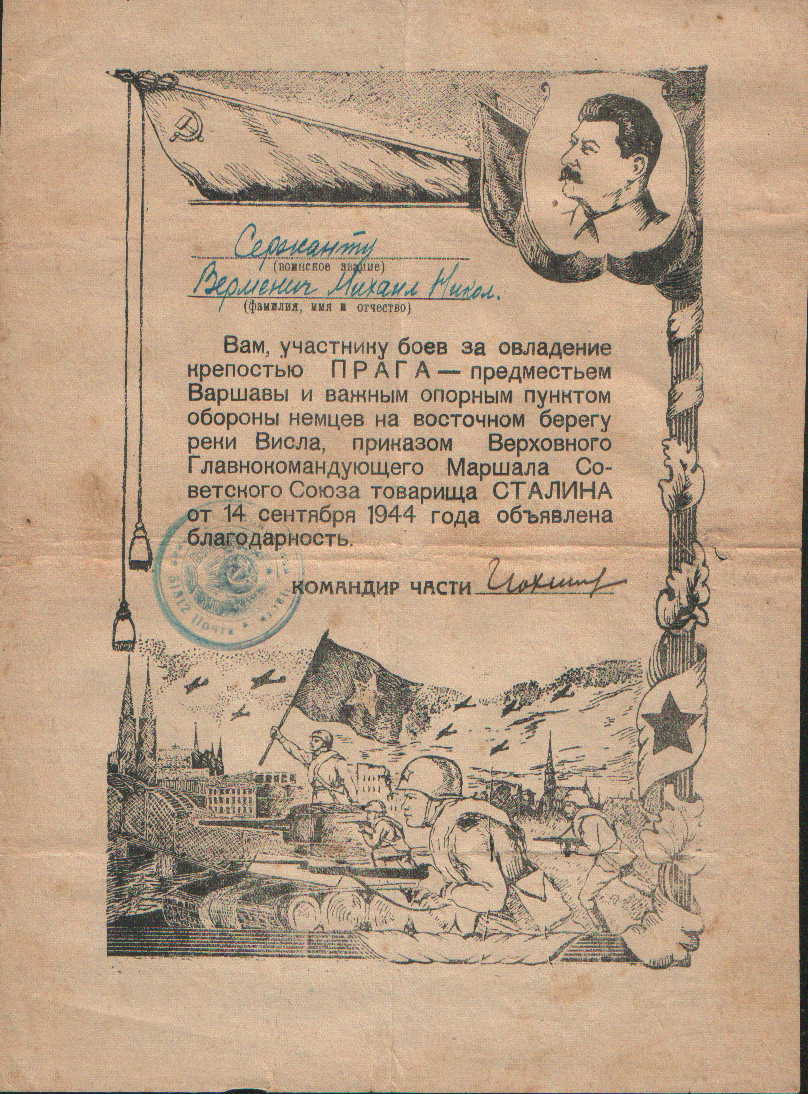 Сержанту
(воинское звание)
Верменич Михаил Никол.
(фамилия, имя и отчество)
Вам, участнику боев за овладение
крепостью ПРАГА — предместьем
Варшавы и важным опорным пунктом
обороны немцев на восточном берегу
реки Висла, приказом Верховного
Главнокомандующего Маршала Со-
ветского Союза товарища СТАЛИНА
от 14 сентября 1944 года объявлена
благодарность.
КОМАНДИР ЧАСТИ